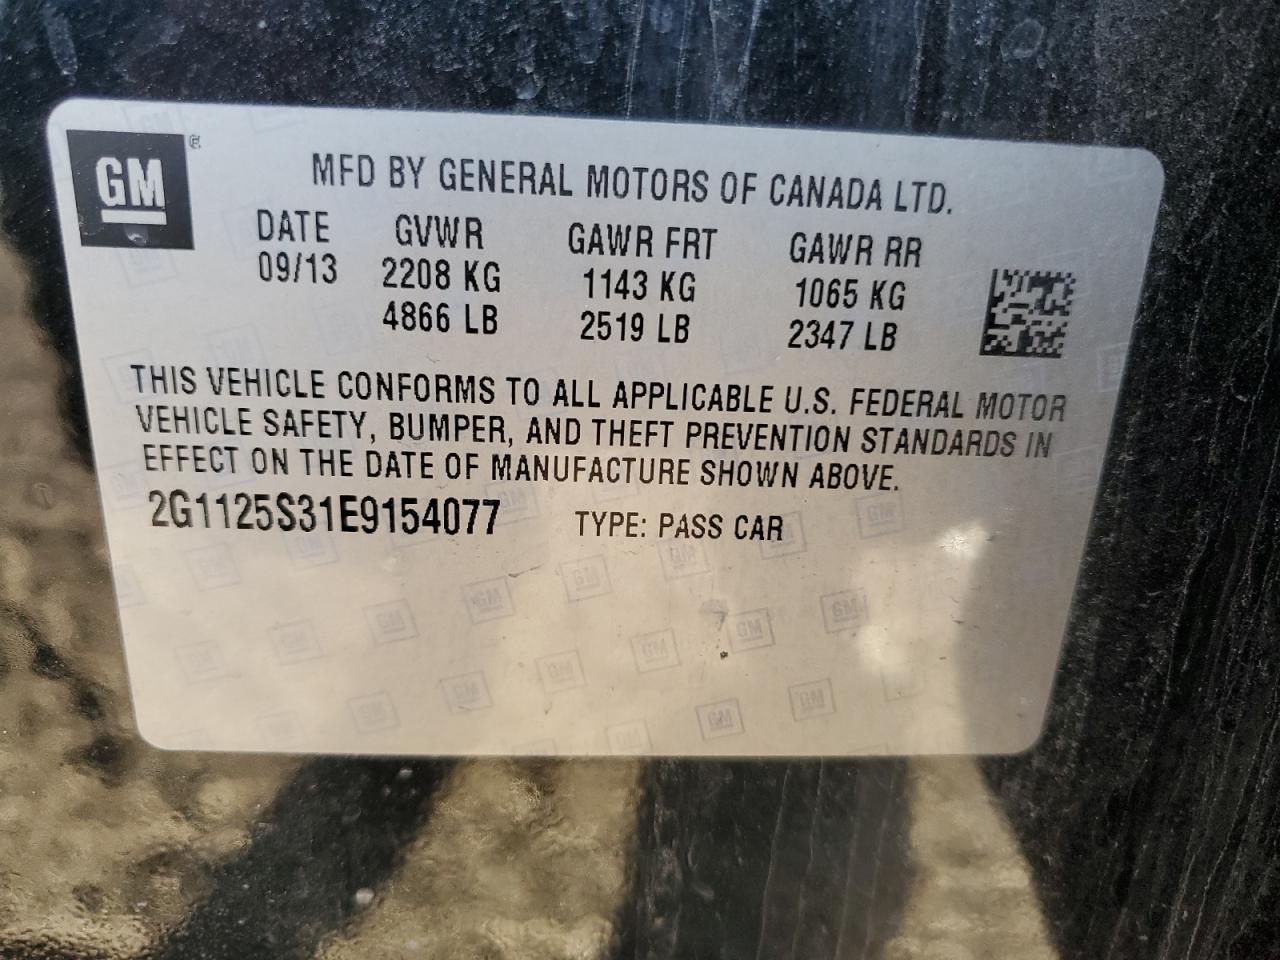 GM
MFD BY GENERAL MOTORS OF CANADA LTD.
DATE GVWR GAWR FRT GAWR RR
09/13 2208 KG 1143 KG 1065 KG
4866 LB 2519 LB 2347 LB
THIS VEHICLE CONFORMS TO ALL APPLICABLE U.S. FEDERAL MOTOR
VEHICLE SAFETY, BUMPER, AND THEFT PREVENTION STANDARDS IN
EFFECT ON THE DATE OF MANUFACTURE SHOWN ABOVE.
2G1125S31E9154077 TYPE: PASS CAR